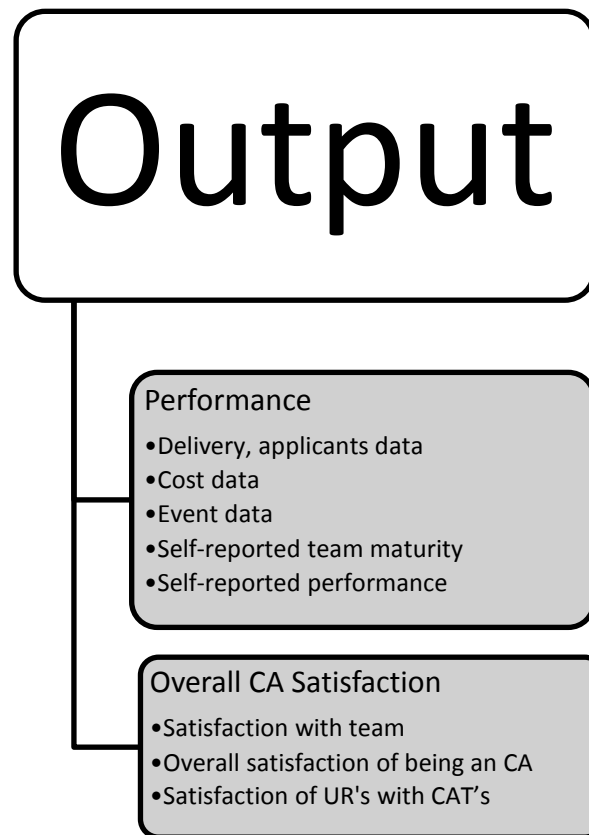 Output
Performance
•Delivery, applicants data
•Cost data
•Event data
•Self-reported team maturity
•Self-reported performance
Overall CA Satisfaction
•Satisfaction with team
•Overall satisfaction of being an CA
•Satisfaction of UR's with CAT’s